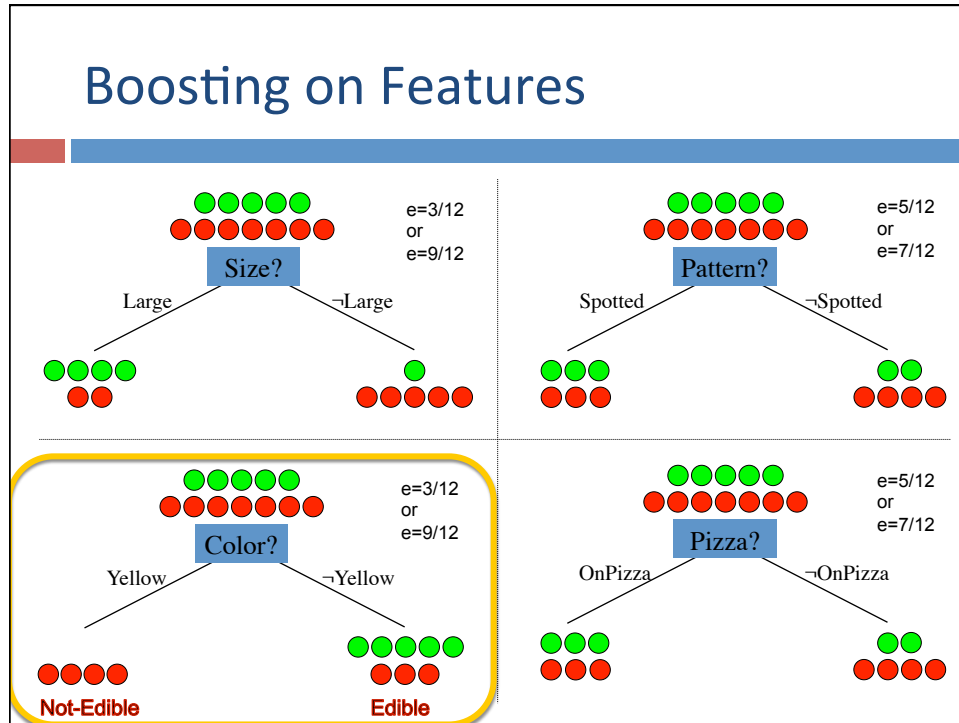 Boosting on Features
e=3/12
or
e=9/12
Size?
Large
¬Large
e=5/12
or
e=7/12
Pattern?
Spotted
¬Spotted
e=3/12
or
e=9/12
Color?
Yellow
¬Yellow
Not-Edible
Edible
e=5/12
or
e=7/12
Pizza?
OnPizza
¬OnPizza